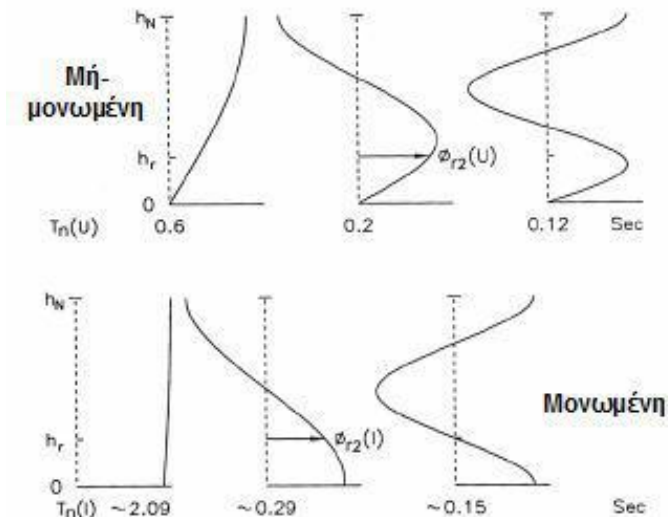 h_N
Μή-
μονωμένη
h_r
φ_r2(U)
0
T_n(U) 0.6 0.2 0.12 Sec
h_N
Μονωμένη
h_r
φ_r2(I)
0
T_n(I) ~2.09 ~0.29 ~0.15 Sec